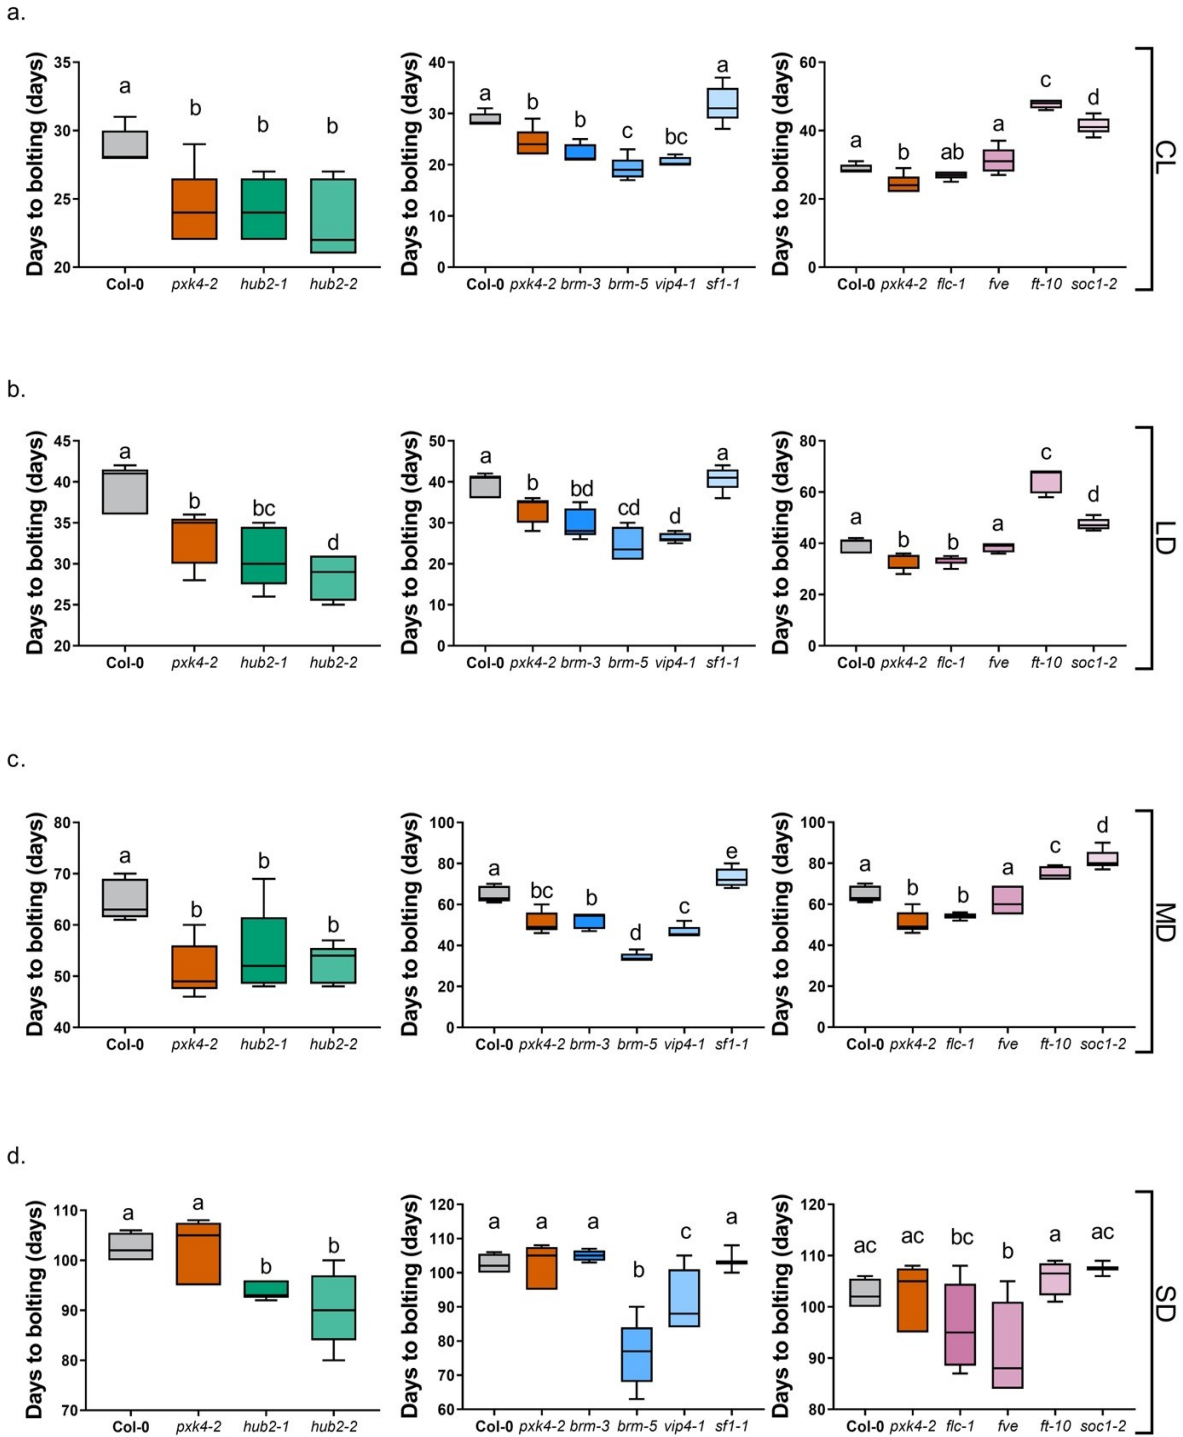 a.
Days to bolting (days)
35
30
25
20
a
b
b
b
Col-0 pxk4-2 hub2-1 hub2-2
Days to bolting (days)
40
30
20
10
0
a
b
b
c
bc
a
Col-0 pxk4-2 brm-3 brm-5 vip4-1 sf1-1
Days to bolting (days)
60
40
20
0
a
b
ab
a
c
d
Col-0 pxk4-2 flc-1 fve ft-10 soc1-2
CL
b.
Days to bolting (days)
45
40
35
30
25
20
a
b
bc
d
Col-0 pxk4-2 hub2-1 hub2-2
Days to bolting (days)
50
40
30
20
10
0
a
b
bd
cd
d
a
Col-0 pxk4-2 brm-3 brm-5 vip4-1 sf1-1
Days to bolting (days)
80
60
40
20
0
a
b
b
a
c
d
Col-0 pxk4-2 flc-1 fve ft-10 soc1-2
LD
c.
Days to bolting (days)
80
70
60
50
40
a
b
b
b
Col-0 pxk4-2 hub2-1 hub2-2
Days to bolting (days)
100
80
60
40
20
0
a
bc
b
d
c
e
Col-0 pxk4-2 brm-3 brm-5 vip4-1 sf1-1
Days to bolting (days)
100
80
60
40
20
0
a
b
b
a
c
d
Col-0 pxk4-2 flc-1 fve ft-10 soc1-2
MD
d.
Days to bolting (days)
110
100
90
80
70
a
a
b
b
Col-0 pxk4-2 hub2-1 hub2-2
Days to bolting (days)
120
110
100
90
80
70
60
a
a
a
b
c
a
Col-0 pxk4-2 brm-3 brm-5 vip4-1 sf1-1
Days to bolting (days)
120
110
100
90
80
ac
ac
bc
b
a
ac
Col-0 pxk4-2 flc-1 fve ft-10 soc1-2
SD